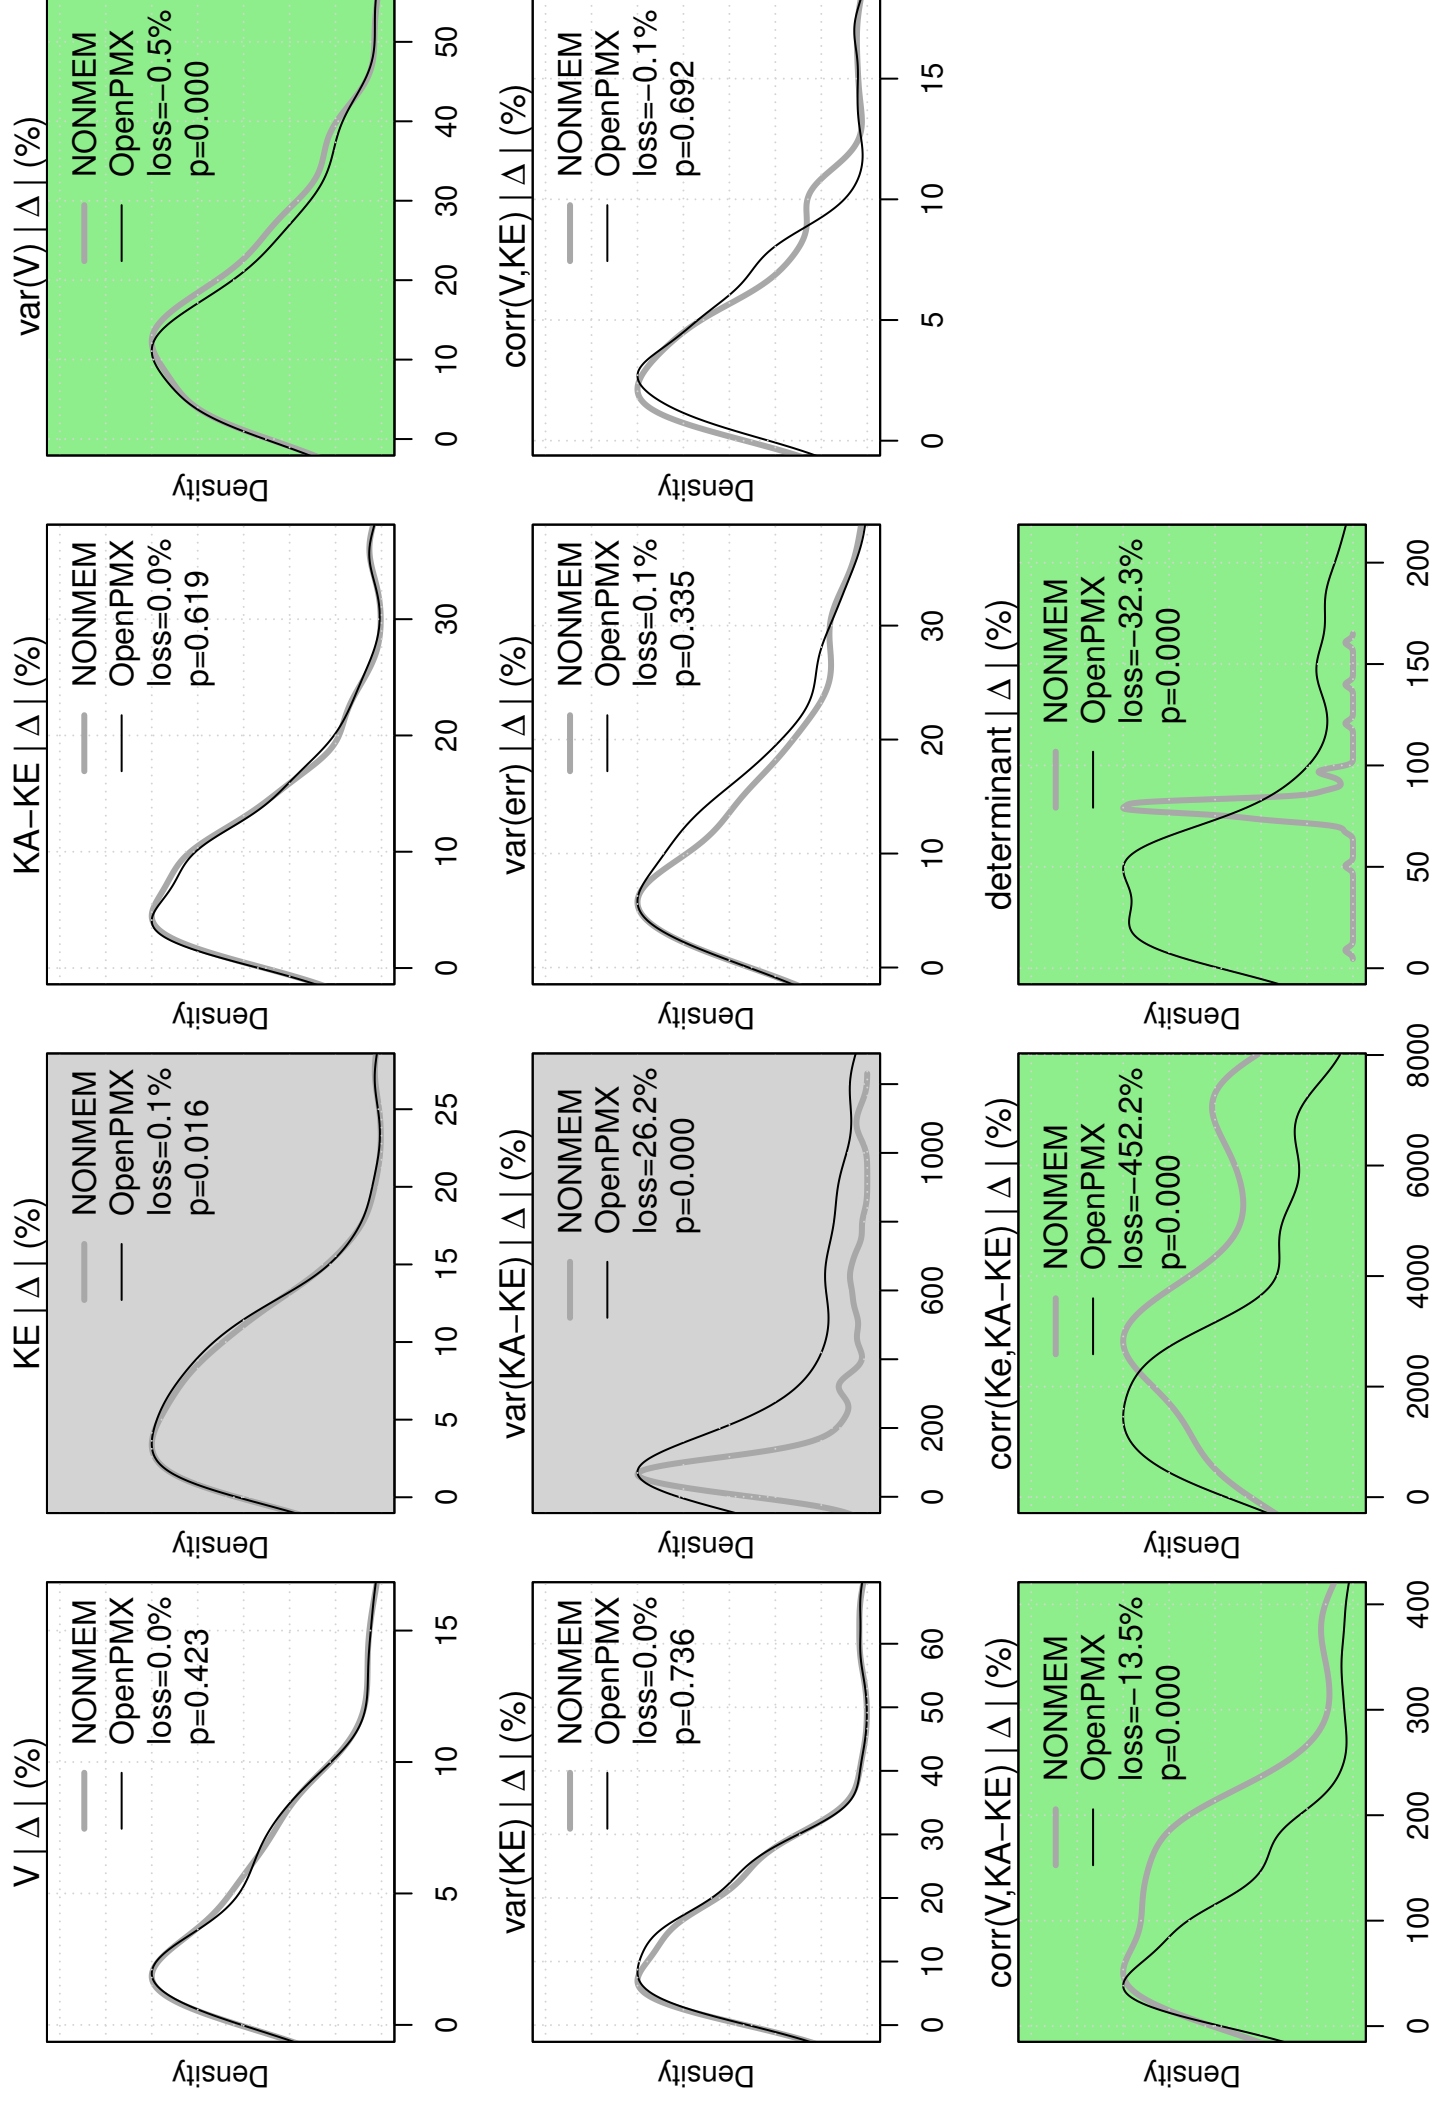 V | Δ | (%)
NONMEM
OpenPMX
loss=0.0%
p=0.423
Density
0 5 10 15
KE | Δ | (%)
NONMEM
OpenPMX
loss=0.1%
p=0.016
Density
0 5 10 15 20 25
KA−KE | Δ | (%)
NONMEM
OpenPMX
loss=0.0%
p=0.619
Density
0 10 20 30
var(V) | Δ | (%)
NONMEM
OpenPMX
loss=−0.5%
p=0.000
Density
0 10 20 30 40 50
var(KE) | Δ | (%)
NONMEM
OpenPMX
loss=0.0%
p=0.736
Density
0 10 20 30 40 50 60
var(KA−KE) | Δ | (%)
NONMEM
OpenPMX
loss=26.2%
p=0.000
Density
0 200 600 1000
var(err) | Δ | (%)
NONMEM
OpenPMX
loss=0.1%
p=0.335
Density
0 10 20 30
corr(V,KE) | Δ | (%)
NONMEM
OpenPMX
loss=−0.1%
p=0.692
Density
0 5 10 15
corr(V,KA−KE) | Δ | (%)
NONMEM
OpenPMX
loss=−13.5%
p=0.000
Density
0 100 200 300 400
corr(Ke,KA−KE) | Δ | (%)
NONMEM
OpenPMX
loss=−452.2%
p=0.000
Density
0 2000 4000 6000 8000
determinant | Δ | (%)
NONMEM
OpenPMX
loss=−32.3%
p=0.000
Density
0 50 100 150 200